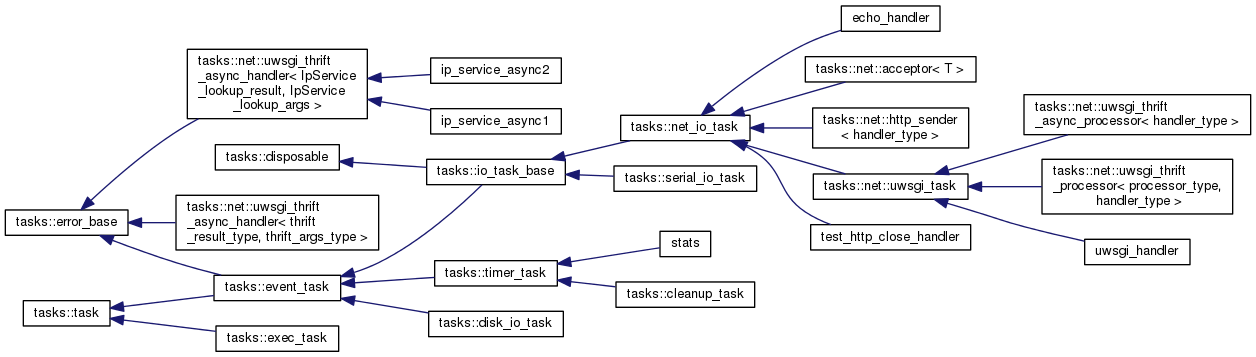 echo_handler
tasks::net::uwsgi_thrift
_async_handler< IpService
_lookup_result, IpService
_lookup_args >
ip_service_async2
tasks::net::acceptor< T >
ip_service_async1
tasks::net_io_task
tasks::net::http_sender
< handler_type >
tasks::net::uwsgi_thrift
_async_processor< handler_type >
tasks::disposable
tasks::io_task_base
tasks::serial_io_task
tasks::net::uwsgi_task
tasks::net::uwsgi_thrift
_processor< processor_type,
handler_type >
tasks::error_base
tasks::net::uwsgi_thrift
_async_handler< thrift
_result_type, thrift_args_type >
test_http_close_handler
uwsgi_handler
stats
tasks::event_task
tasks::timer_task
tasks::cleanup_task
tasks::task
tasks::disk_io_task
tasks::exec_task